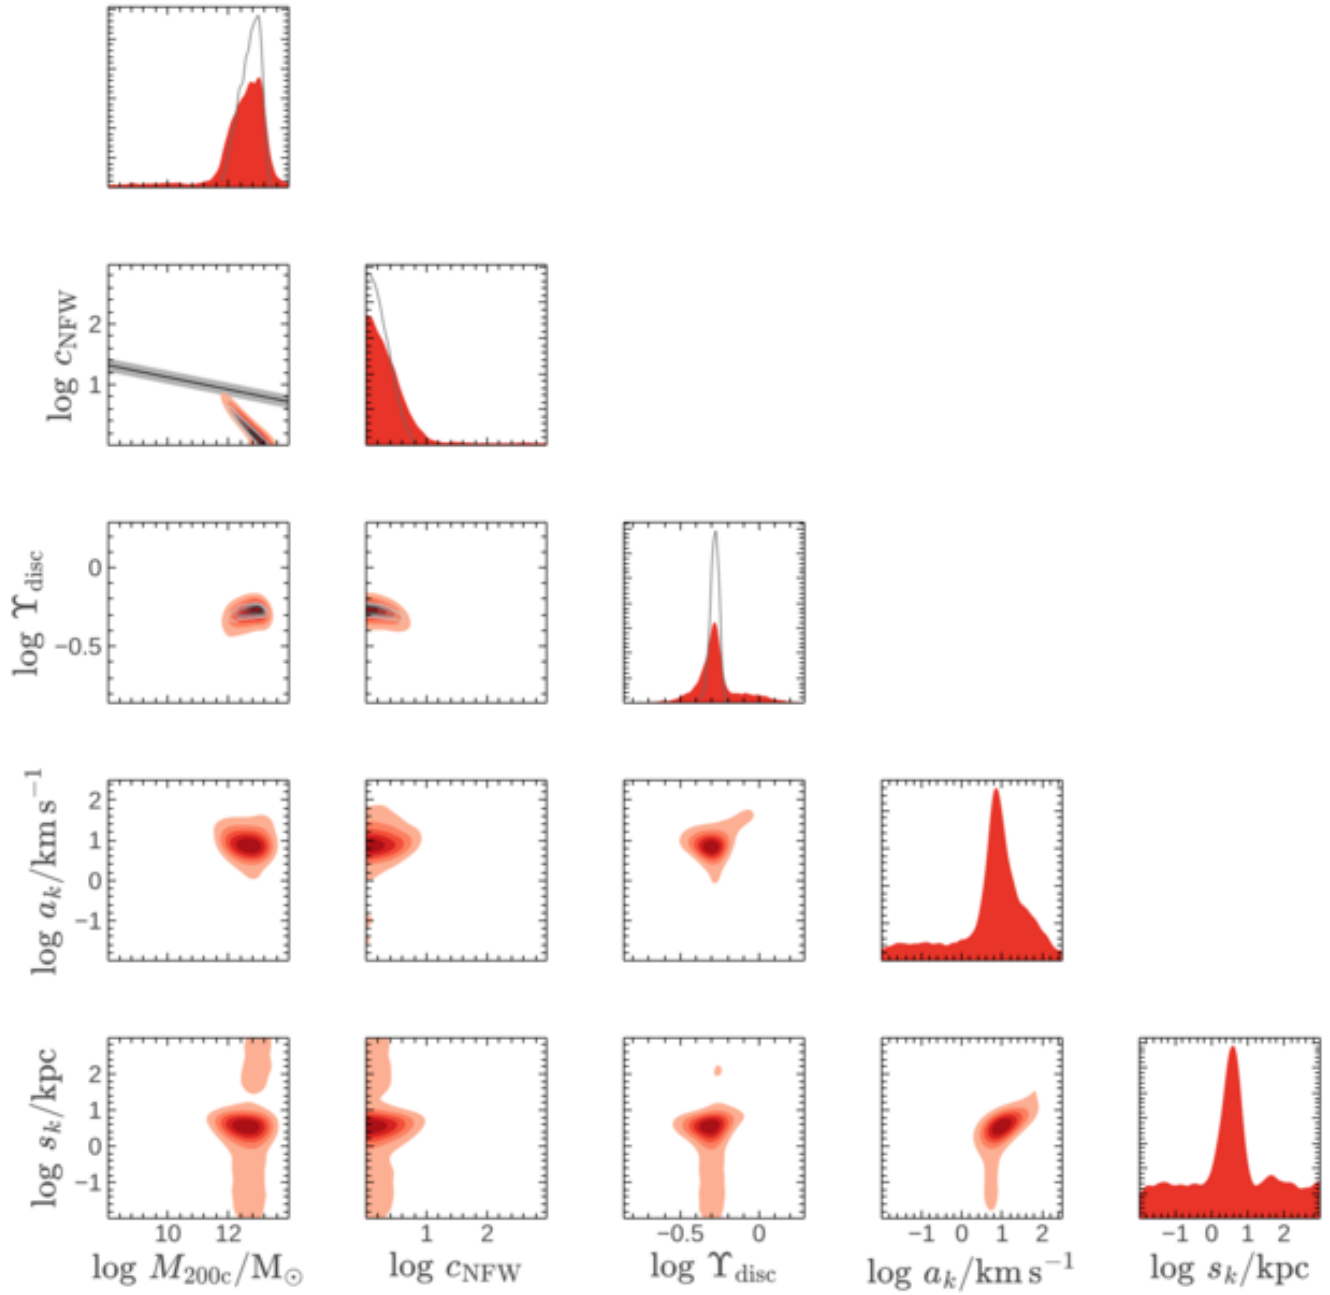 log c_NFW
2
1
log ϒ_disc
0
−0.5
log a_k/km s⁻¹
2
1
0
−1
log s_k/kpc
2
1
0
−1
10 12
1 2
−0.5 0
−1 0 1 2
−1 0 1 2
log M_200c/M_⊙
log c_NFW
log ϒ_disc
log a_k/km s⁻¹
log s_k/kpc